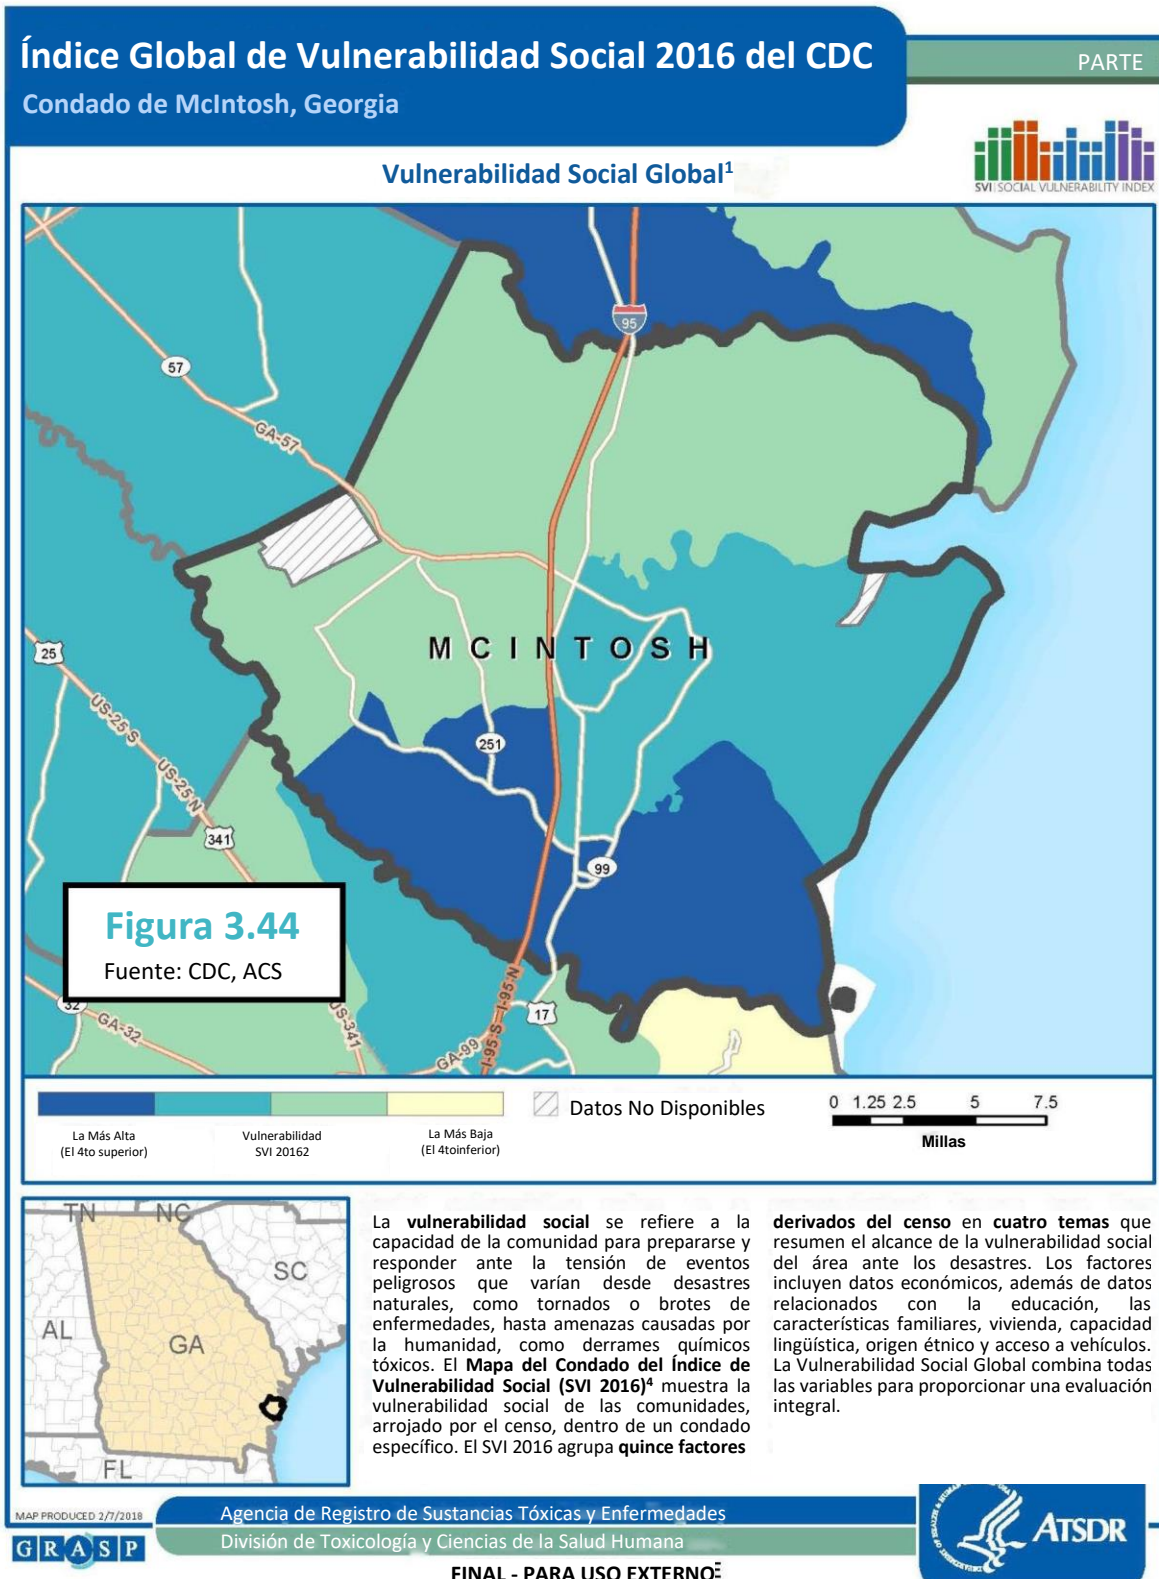 Índice Global de Vulnerabilidad Social 2016 del CDC
Condado de McIntosh, Georgia
PARTE
SVI SOCIAL VULNERABILITY INDEX
Vulnerabilidad Social Global¹
95
57
GA-57
25
US-25 S
US-25 N
341
MCINTOSH
251
99
Figura 3.44
Fuente: CDC, ACS
32
GA-32
US-341
GA-99
I-95 S
I-95 N
17
La Más Alta
(El 4to superior)
Vulnerabilidad
SVI 20162
La Más Baja
(El 4toinferior)
Datos No Disponibles
0 1.25 2.5 5 7.5
Millas
TN
NC
SC
AL
GA
FL
La vulnerabilidad social se refiere a la
capacidad de la comunidad para prepararse y
responder ante la tensión de eventos
peligrosos que varían desde desastres
naturales, como tornados o brotes de
enfermedades, hasta amenazas causadas por
la humanidad, como derrames químicos
tóxicos. El Mapa del Condado del Índice de
Vulnerabilidad Social (SVI 2016)⁴ muestra la
vulnerabilidad social de las comunidades,
arrojado por el censo, dentro de un condado
específico. El SVI 2016 agrupa quince factores
derivados del censo en cuatro temas que
resumen el alcance de la vulnerabilidad social
del área ante los desastres. Los factores
incluyen datos económicos, además de datos
relacionados con la educación, las
características familiares, vivienda, capacidad
lingüística, origen étnico y acceso a vehículos.
La Vulnerabilidad Social Global combina todas
las variables para proporcionar una evaluación
integral.
MAP PRODUCED 2/7/2018
GRASP
Agencia de Registro de Sustancias Tóxicas y Enfermedades
División de Toxicología y Ciencias de la Salud Humana
ATSDR
FINAL - PARA USO EXTERNO